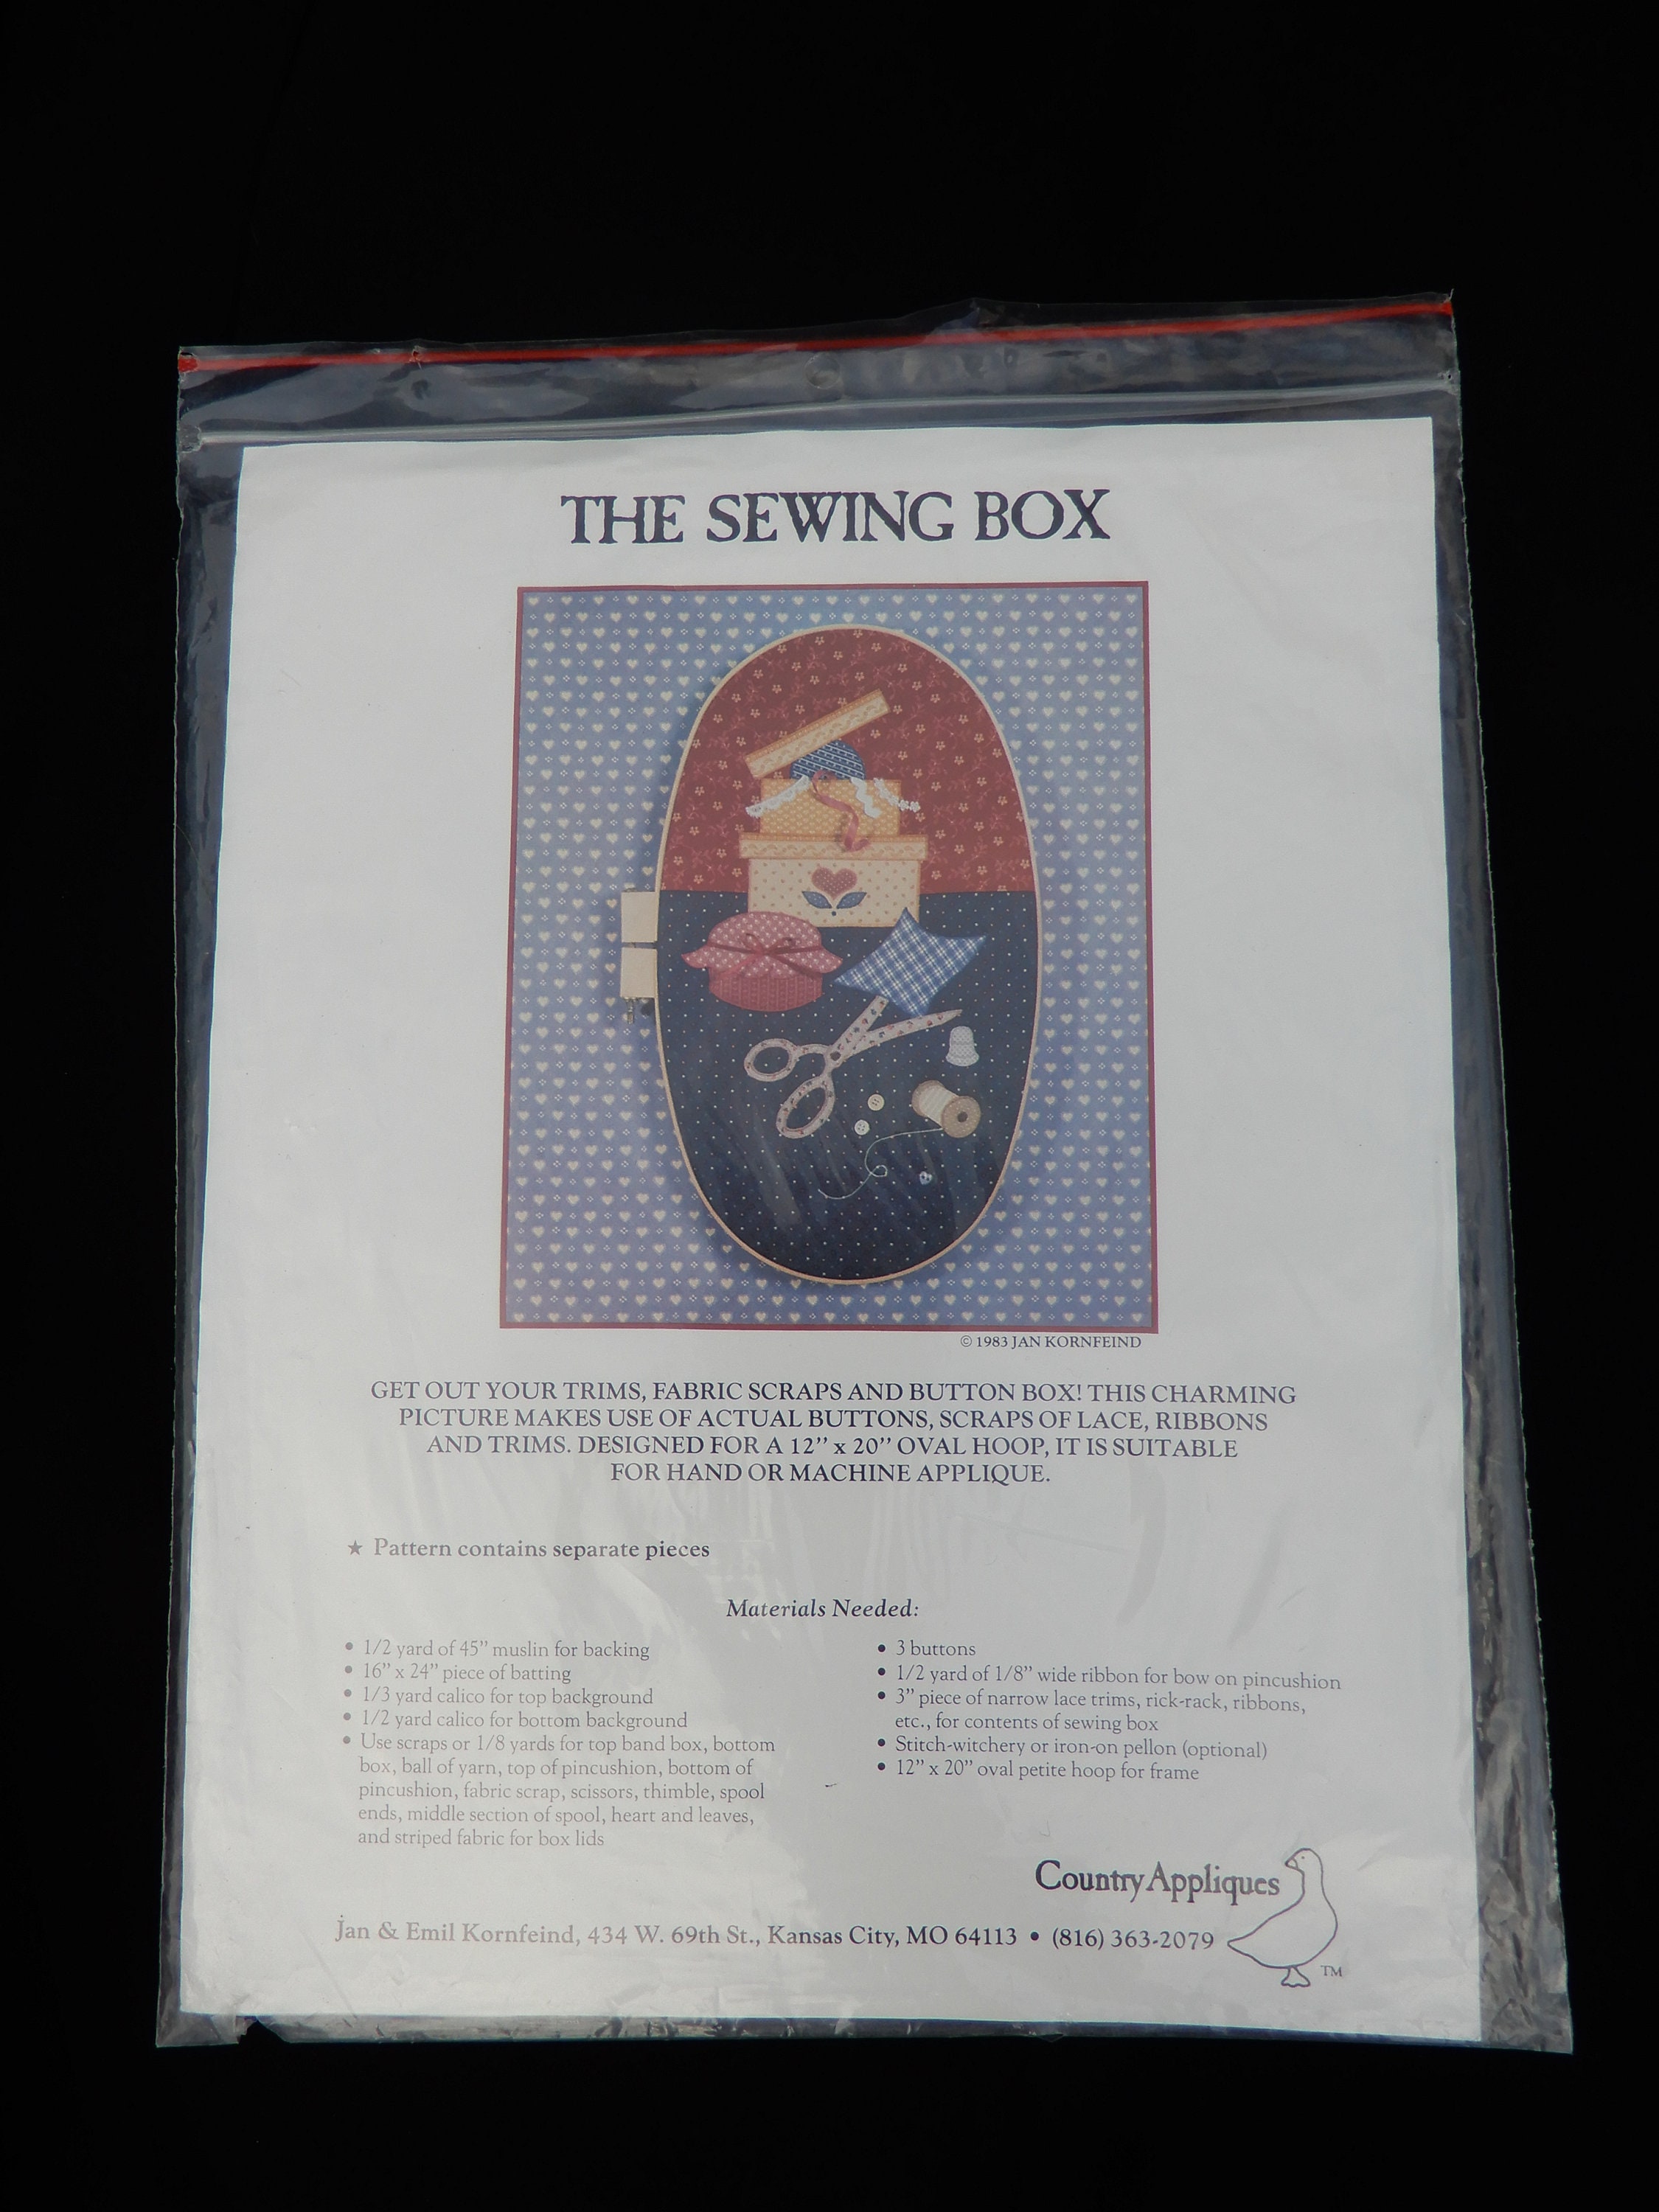 THE SEWING BOX
© 1983 JAN KORNFEIND
GET OUT YOUR TRIMS, FABRIC SCRAPS AND BUTTON BOX! THIS CHARMING
PICTURE MAKES USE OF ACTUAL BUTTONS, SCRAPS OF LACE, RIBBONS
AND TRIMS. DESIGNED FOR A 12” x 20” OVAL HOOP, IT IS SUITABLE
FOR HAND OR MACHINE APPLIQUE.
★ Pattern contains separate pieces
Materials Needed:
• 1/2 yard of 45” muslin for backing
• 16” x 24” piece of batting
• 1/3 yard calico for top background
• 1/2 yard calico for bottom background
• Use scraps or 1/8 yards for top band box, bottom
box, ball of yarn, top of pincushion, bottom of
pincushion, fabric scrap, scissors, thimble, spool
ends, middle section of spool, heart and leaves,
and striped fabric for box lids
• 3 buttons
• 1/2 yard of 1/8” wide ribbon for bow on pincushion
• 3” piece of narrow lace trims, rick-rack, ribbons,
etc., for contents of sewing box
• Stitch-witchery or iron-on pellon (optional)
• 12” x 20” oval petite hoop for frame
Country Appliques
Jan & Emil Kornfeind, 434 W. 69th St., Kansas City, MO 64113 • (816) 363-2079
TM